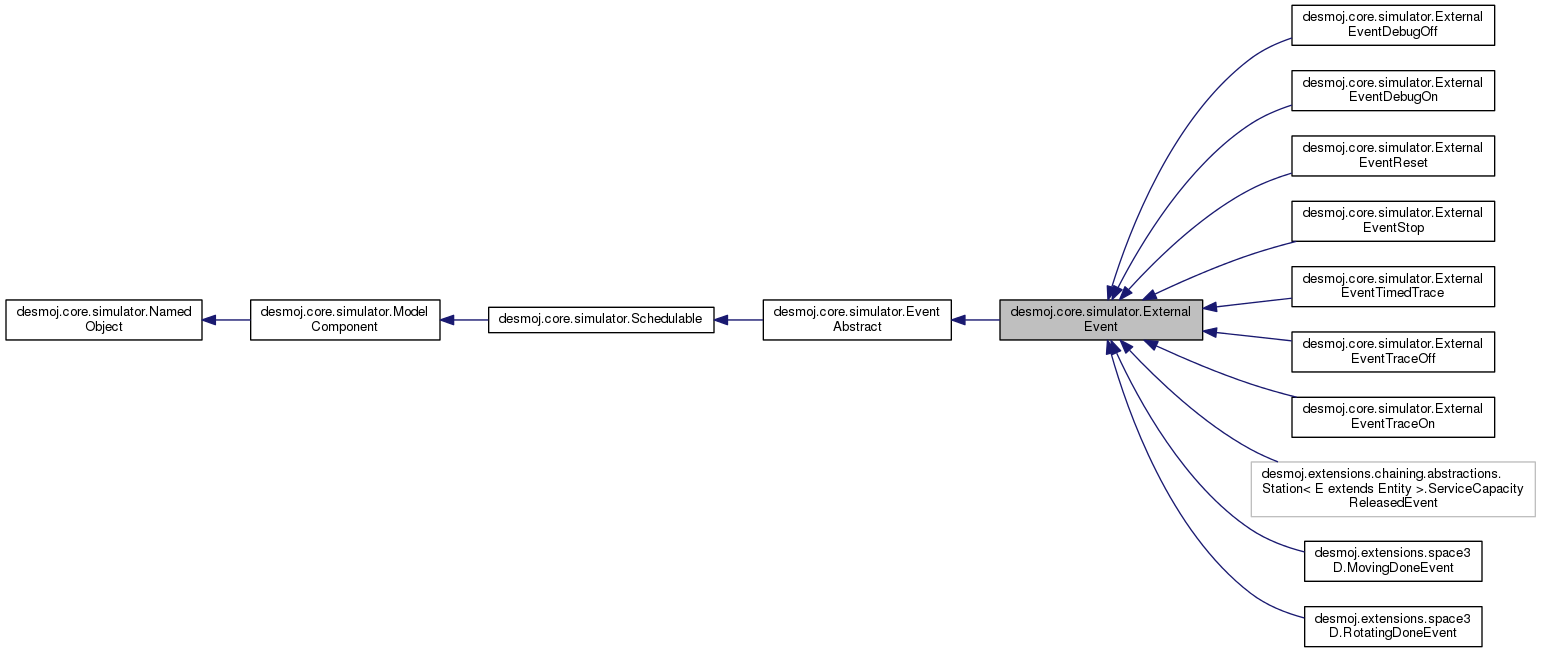 desmoj.core.simulator.Named
Object
desmoj.core.simulator.Model
Component
desmoj.core.simulator.Schedulable
desmoj.core.simulator.Event
Abstract
desmoj.core.simulator.External
Event
desmoj.core.simulator.External
EventDebugOff
desmoj.core.simulator.External
EventDebugOn
desmoj.core.simulator.External
EventReset
desmoj.core.simulator.External
EventStop
desmoj.core.simulator.External
EventTimedTrace
desmoj.core.simulator.External
EventTraceOff
desmoj.core.simulator.External
EventTraceOn
desmoj.extensions.chaining.abstractions.
Station< E extends Entity >.ServiceCapacity
ReleasedEvent
desmoj.extensions.space3
D.MovingDoneEvent
desmoj.extensions.space3
D.RotatingDoneEvent